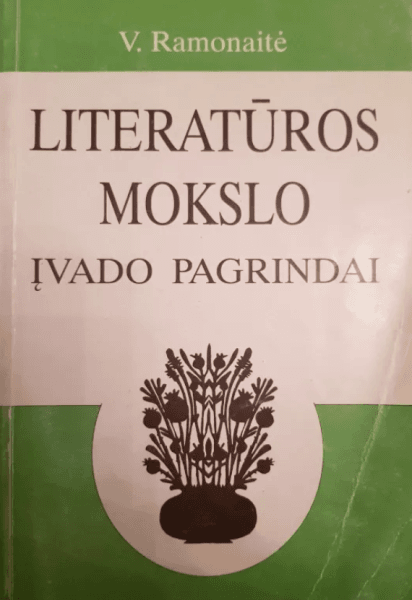 V. Ramonaitė
LITERATŪROS
MOKSLO
ĮVADO PAGRINDAI